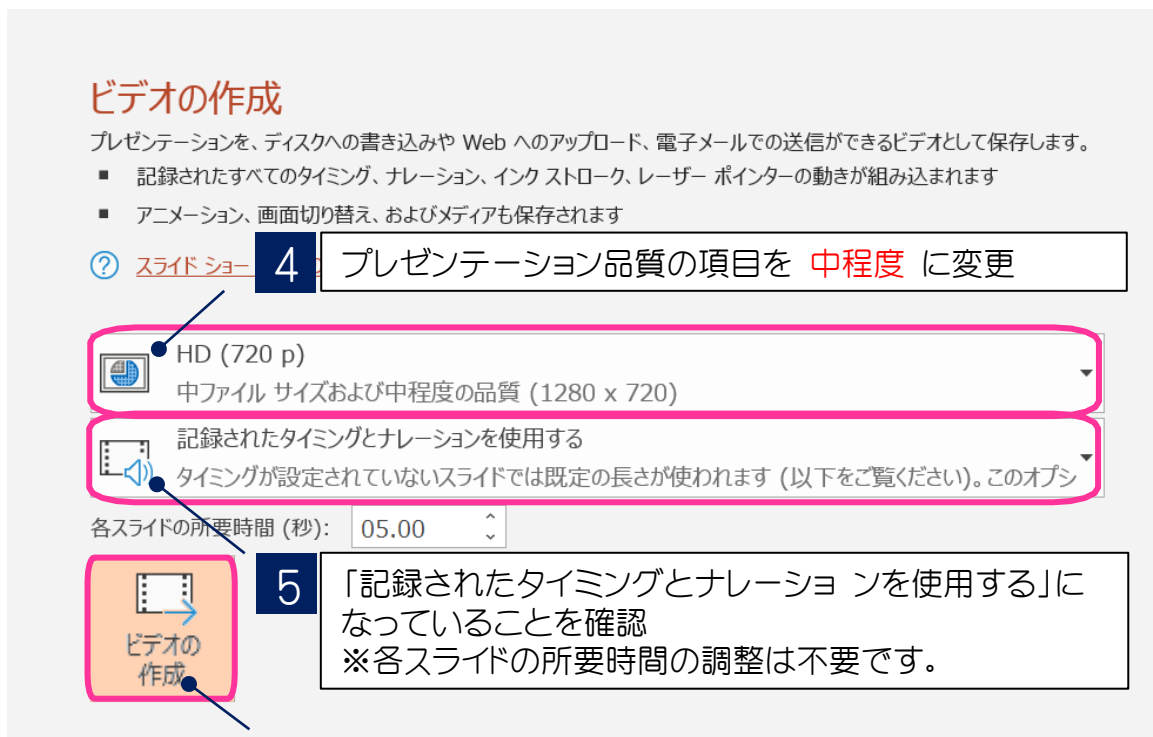 ビデオの作成
プレゼンテーションを、ディスクへの書き込みや Web へのアップロード、電子メールでの送信ができるビデオとして保存します。
■ 記録されたすべてのタイミング、ナレーション、インク ストローク、レーザー ポインターの動きが組み込まれます
■ アニメーション、画面切り替え、およびメディアも保存されます
? スライド ショー
4 プレゼンテーション品質の項目を 中程度 に変更
HD (720 p)
中ファイル サイズおよび中程度の品質 (1280 x 720)
記録されたタイミングとナレーションを使用する
タイミングが設定されていないスライドでは既定の長さが使われます (以下をご覧ください)。このオプシ
各スライドの所要時間 (秒): 05.00
5 「記録されたタイミングとナレーショ ンを使用する」に
なっていることを確認
※各スライドの所要時間の調整は不要です。
ビデオの
作成